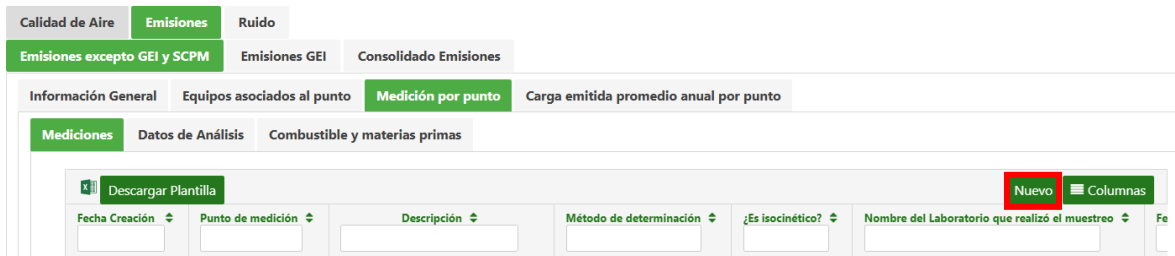 Calidad de Aire Emisiones Ruido
Emisiones excepto GEI y SCPM Emisiones GEI Consolidado Emisiones
Información General Equipos asociados al punto Medición por punto Carga emitida promedio anual por punto
Mediciones Datos de Análisis Combustible y materias primas
Descargar Plantilla Nuevo Columnas
Fecha Creación Punto de medición Descripción Método de determinación ¿Es isocinético? Nombre del Laboratorio que realizó el muestreo Fe